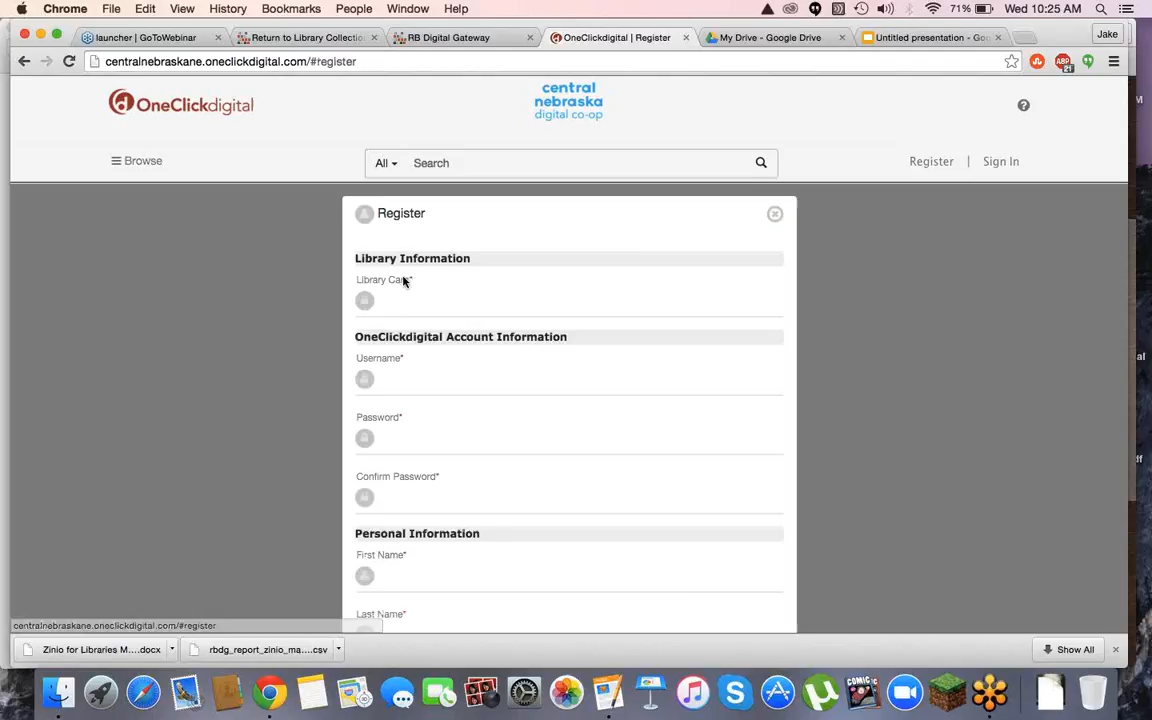 Chrome File Edit View History Bookmarks People Window Help 71% Wed 10:25 AM
launcher | GoToWebinar Return to Library Collectio RB Digital Gateway OneClickdigital | Register My Drive - Google Drive Untitled presentation - Goo Jake
centralnebraskane.oneclickdigital.com/#register ABP 21
OneClickdigital
central
nebraska
digital co-op
?
Browse All Search Register | Sign In
Register
Library Information
Library Card*
OneClickdigital Account Information
Username*
Password*
Confirm Password*
Personal Information
First Name*
Last Name*
centralnebraskane.oneclickdigital.com/#register
Zinio for Libraries M....docx rbdg_report_zinio_ma....csv Show All
COMIC